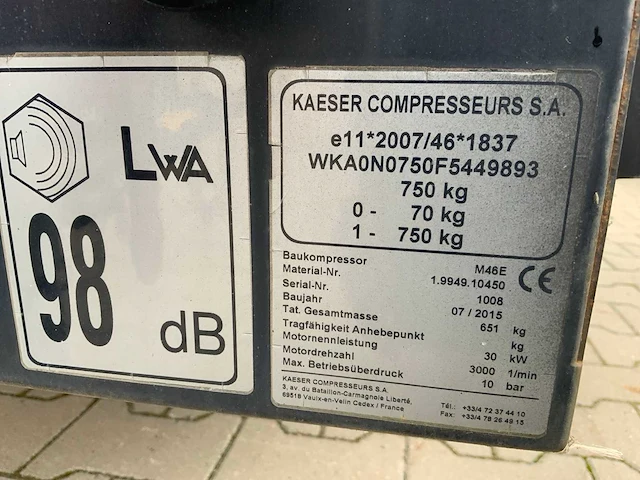 LWA
98
dB
KAESER COMPRESSEURS S.A.
e11*2007/46*1837
WKA0N0750F5449893
750 kg
0 - 70 kg
1 - 750 kg
Baukompressor M46E
Material-Nr. 1.9949.10450
Serial-Nr. 1008
Baujahr 07 / 2015
Tat. Gesamtmasse 651 kg
Tragfähigkeit Anhebepunkt kg
Motornennleistung 30 kW
Motordrehzahl 3000 1/min
Max. Betriebsüberdruck 10 bar
CE
KAESER COMPRESSEURS S.A.
3, av. du Bataillon-Carmagnole Liberté,
69518 Vaulx-en-Velin Cedex / France
Tél.: +33/4 72 37 44 10
Fax: +33/4 78 26 49 15